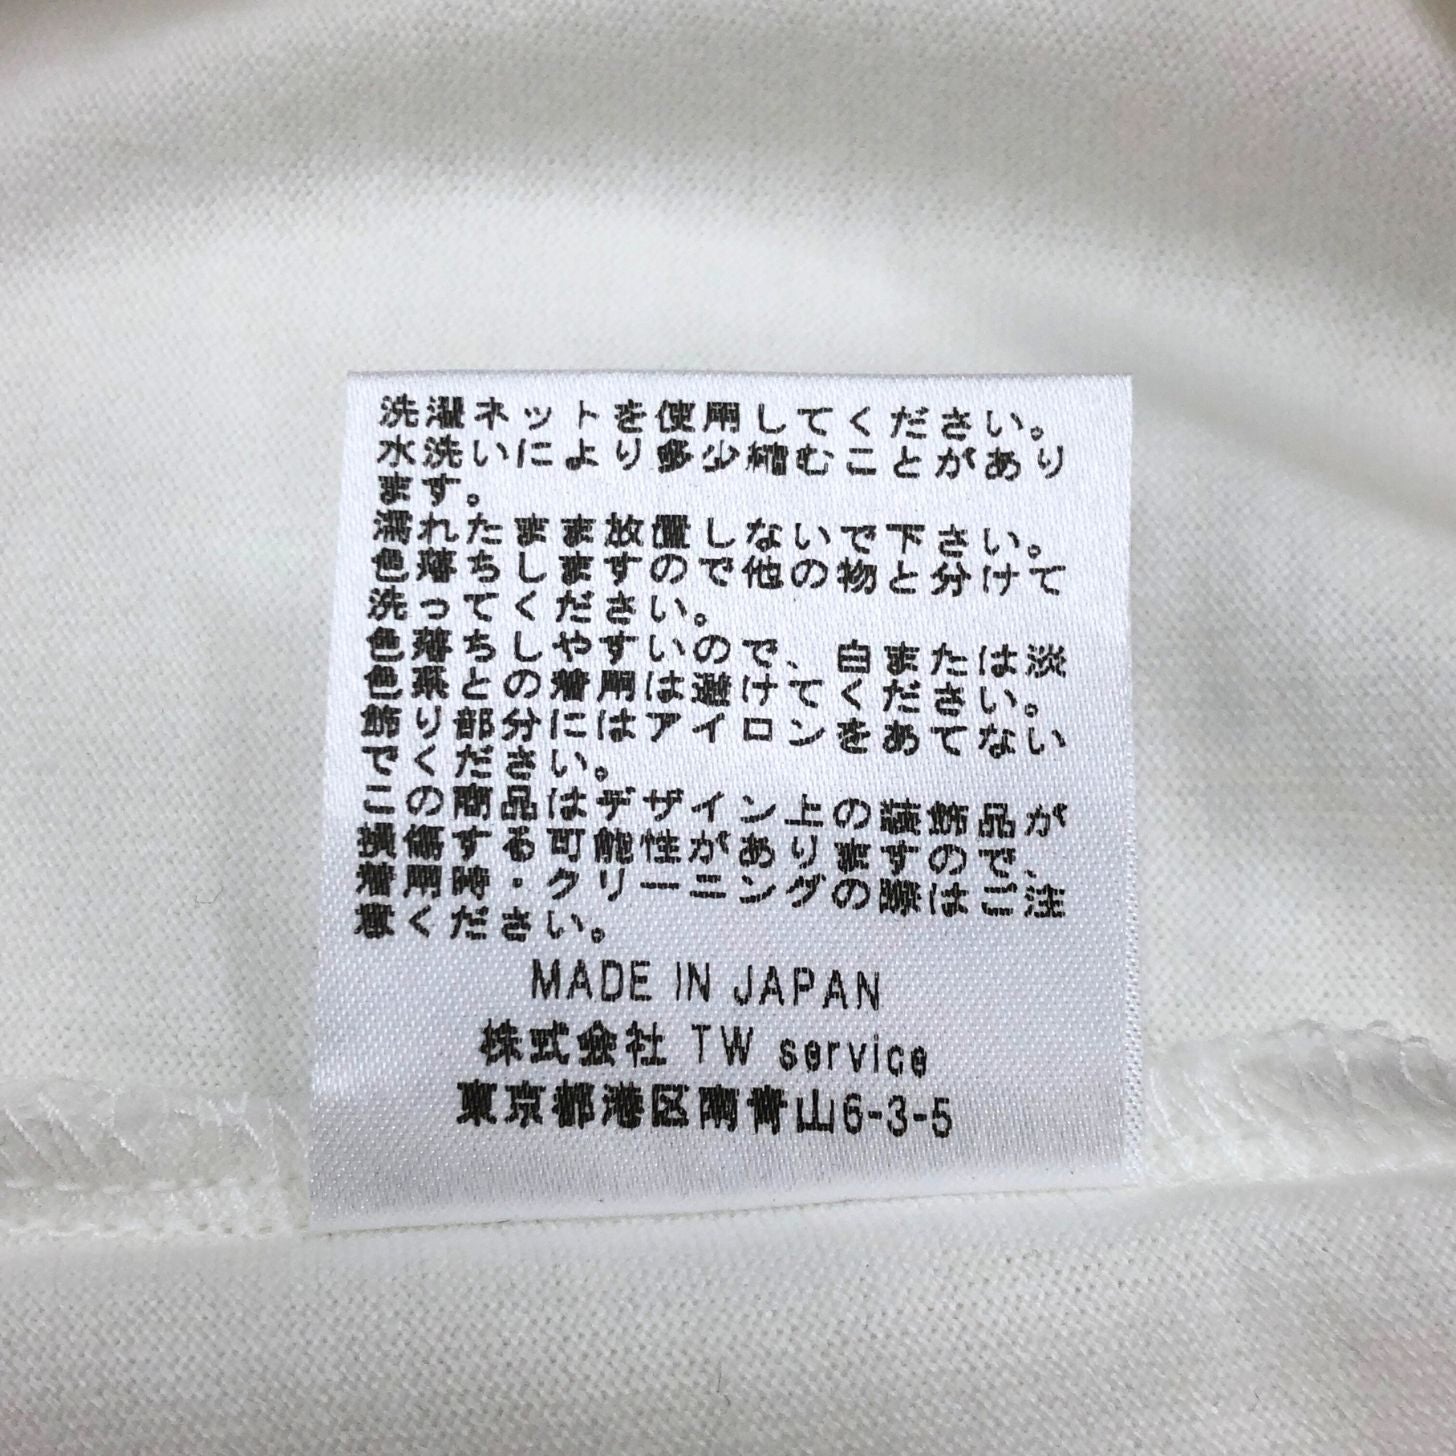 洗濯ネットを使用してください。
水洗いにより多少縮むことがあり
ます。
濡れたまま放置しないで下さい。
色落ちしますので他の物と分けて
洗ってください。
色落ちしやすいので、白または淡
色系との着用は避けてください。
飾り部分にはアイロンをあてない
でください。
この商品はデザイン上の装飾品が
損傷する可能性がありますので、
着用時・クリーニングの際はご注
意ください。
MADE IN JAPAN
株式会社 TW service
東京都港区南青山6-3-5